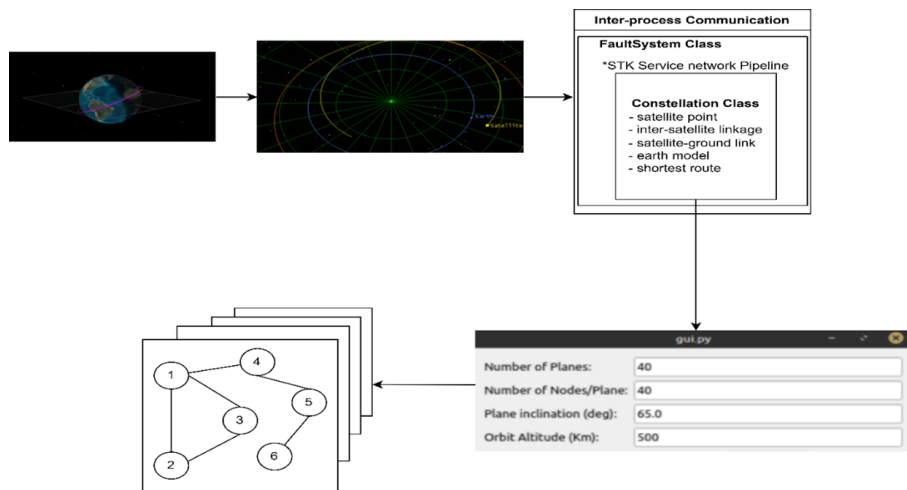 Inter-process Communication
FaultSystem Class
*STK Service network Pipeline
Constellation Class
- satellite point
- inter-satellite linkage
- satellite-ground link
- earth model
- shortest route
Earth
Satellite
gui.py
Number of Planes: 40
Number of Nodes/Plane: 40
Plane inclination (deg): 65.0
Orbit Altitude (Km): 500
4
1
5
3
6
2